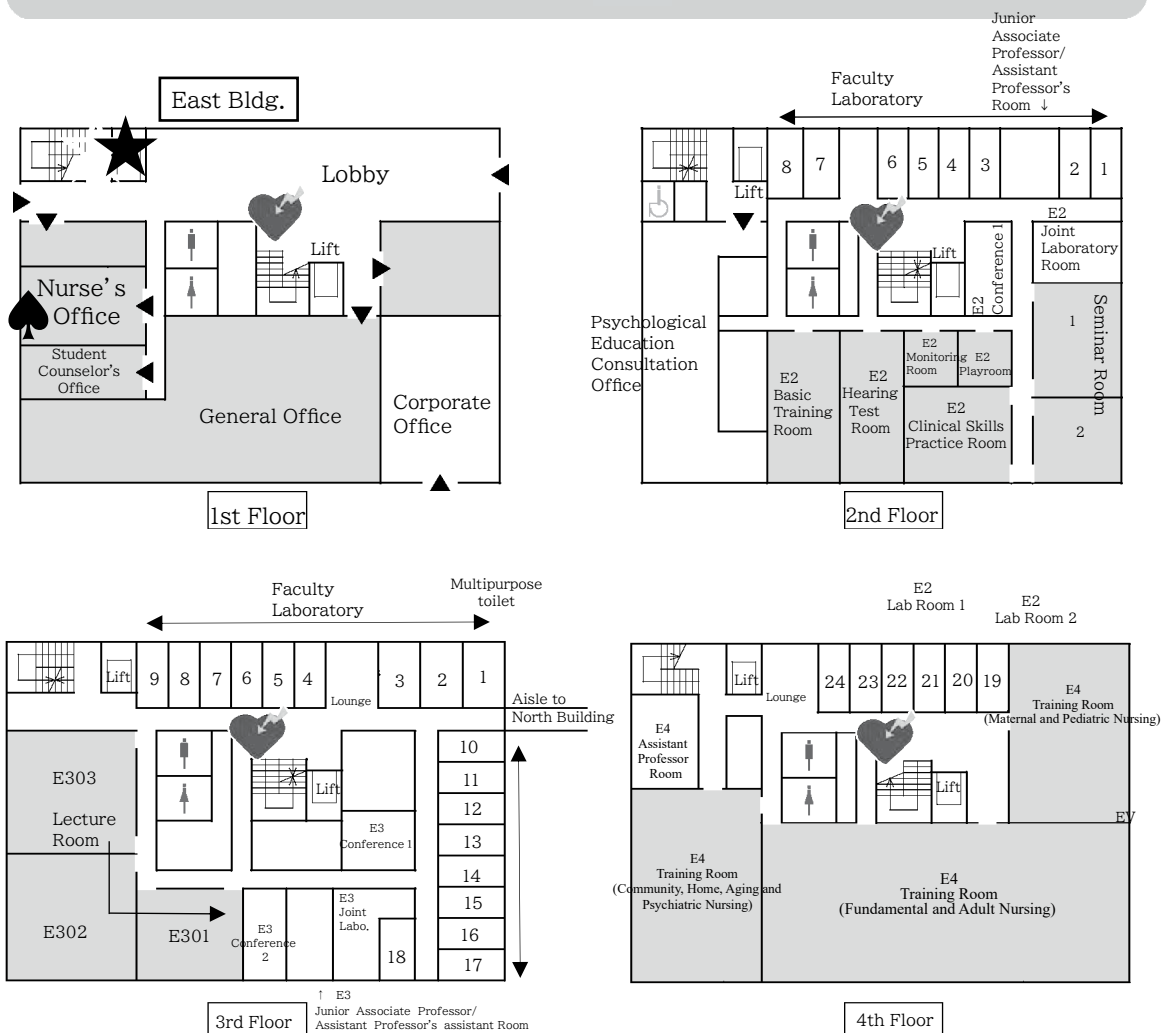 East Bldg.
Lobby
Lift
Nurse's
Office
Student
Counselor's
Office
General Office
Corporate
Office
1st Floor
Junior
Associate
Professor/
Assistant
Professor's
Room ↓
Faculty
Laboratory
8 7 6 5 4 3 2 1
Lift
Lift
E2
Conference 1
E2
Joint
Laboratory
Room
Psychological
Education
Consultation
Office
E2
Basic
Training
Room
E2
Hearing
Test
Room
E2
Monitoring
Room
E2
Playroom
E2
Clinical Skills
Practice Room
Seminar Room
1
2
2nd Floor
Faculty
Laboratory
Multipurpose
toilet
Lift 9 8 7 6 5 4 Lounge 3 2 1
Aisle to
North Building
E303
Lecture
Room
E302
E301
Lift
E3
Conference 1
E3
Conference
2
E3
Joint
Labo.
18
10
11
12
13
14
15
16
17
↑ E3
Junior Associate Professor/
Assistant Professor's assistant Room
3rd Floor
E2
Lab Room 1
E2
Lab Room 2
Lift
Lounge
24 23 22 21 20 19
E4
Training Room
(Maternal and Pediatric Nursing)
E4
Assistant
Professor
Room
Lift
EV
E4
Training Room
(Community, Home, Aging and
Psychiatric Nursing)
E4
Training Room
(Fundamental and Adult Nursing)
4th Floor